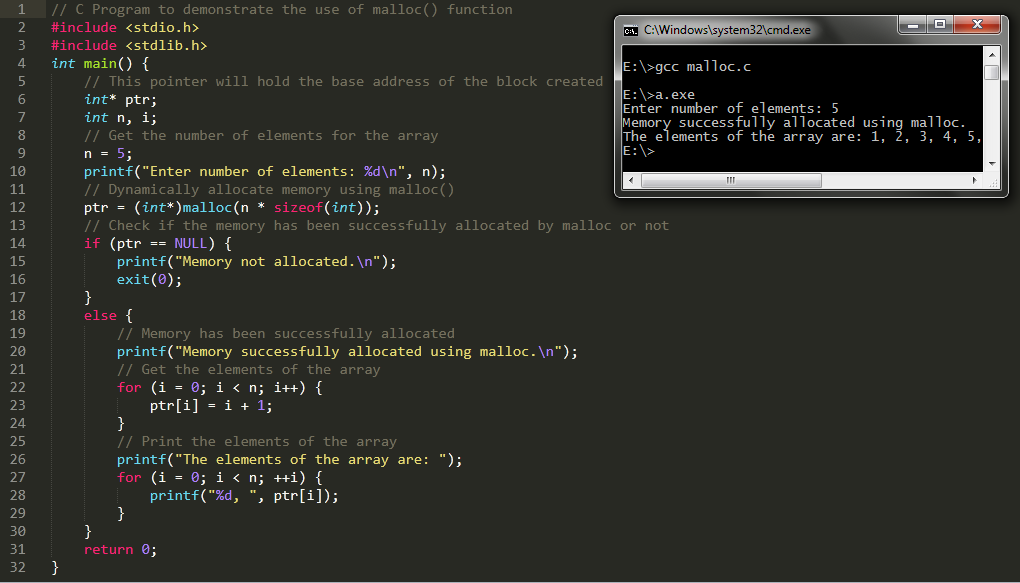 1 // C Program to demonstrate the use of malloc() function
2 #include <stdio.h>
3 #include <stdlib.h>
4 int main() {
5 // This pointer will hold the base address of the block created
6 int* ptr;
7 int n, i;
8 // Get the number of elements for the array
9 n = 5;
10 printf("Enter number of elements: %d\n", n);
11 // Dynamically allocate memory using malloc()
12 ptr = (int*)malloc(n * sizeof(int));
13 // Check if the memory has been successfully allocated by malloc or not
14 if (ptr == NULL) {
15 printf("Memory not allocated.\n");
16 exit(0);
17 }
18 else {
19 // Memory has been successfully allocated
20 printf("Memory successfully allocated using malloc.\n");
21 // Get the elements of the array
22 for (i = 0; i < n; i++) {
23 ptr[i] = i + 1;
24 }
25 // Print the elements of the array
26 printf("The elements of the array are: ");
27 for (i = 0; i < n; ++i) {
28 printf("%d, ", ptr[i]);
29 }
30 }
31 return 0;
32 }
C:\Windows\system32\cmd.exe
E:\>gcc malloc.c
E:\>a.exe
Enter number of elements: 5
Memory successfully allocated using malloc.
The elements of the array are: 1, 2, 3, 4, 5,
E:\>